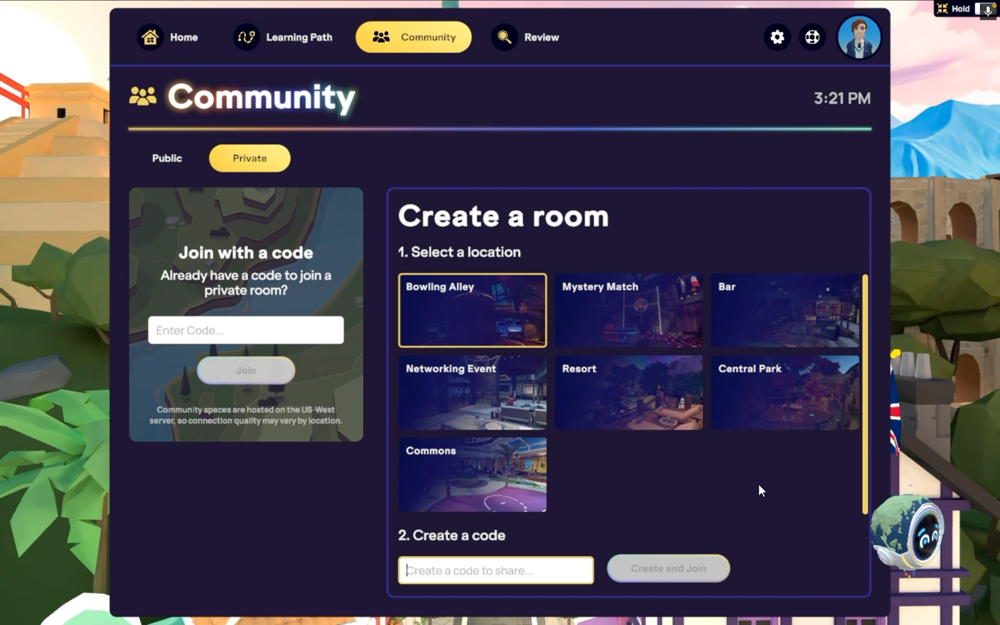 Hold
Home
Learning Path
Community
Review
Community
3:21 PM
Public
Private
Join with a code
Already have a code to join a
private room?
Enter Code...
Join
Community spaces are hosted on the US-West
server, so connection quality may vary by location.
Create a room
1. Select a location
Bowling Alley
Mystery Match
Bar
Networking Event
Resort
Central Park
Commons
2. Create a code
Create a code to share...
Create and Join